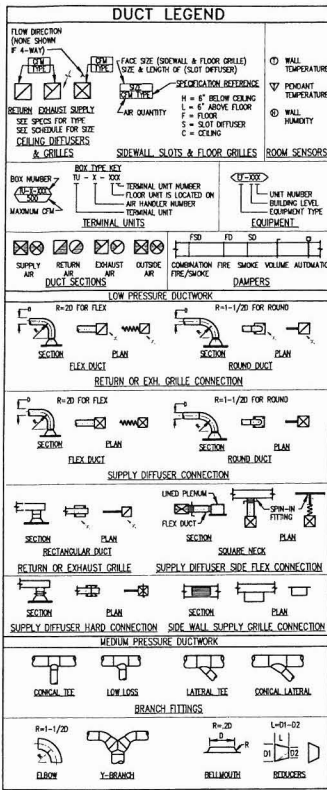 DUCT LEGEND
FLOW DIRECTION
(NONE SHOWN
IF 4-WAY)
CFM
TYPE
CFM
TYPE
FACE SIZE (SIDEWALL & FLOOR GRILLE)
SIZE & LENGTH OF (SLOT DIFFUSER)
SIZE
CFM TYPE
SPECIFICATION REFERENCE
H = 6" BELOW CEILING
L = 6" ABOVE FLOOR
F = FLOOR
S = SLOT DIFFUSER
C = CEILING
AIR QUANTITY
RETURN EXHAUST SUPPLY
SEE SPECS FOR TYPE
SEE SCHEDULE FOR SIZE
CEILING DIFFUSERS
& GRILLES
SIDEWALL, SLOTS & FLOOR GRILLES
T WALL
TEMPERATURE
PENDANT
TEMPERATURE
H WALL
HUMIDITY
ROOM SENSORS
BOX TYPE KEY
TU - X - XXX
BOX NUMBER
TU-X-XXX
500
MAXIMUM CFM
TERMINAL UNIT NUMBER
FLOOR UNIT IS LOCATED ON
AIR HANDLER NUMBER
TERMINAL UNIT
TERMINAL UNITS
UNIT NUMBER
BUILDING LEVEL
EQUIPMENT TYPE
EQUIPMENT
SUPPLY
AIR
RETURN
AIR
EXHAUST
AIR
OUTSIDE
AIR
DUCT SECTIONS
FSD FD SD
COMBINATION FIRE SMOKE VOLUME AUTOMATIC
FIRE/SMOKE
DAMPERS
LOW PRESSURE DUCTWORK
R=2D FOR FLEX
R=1-1/2D FOR ROUND
SECTION PLAN
SECTION PLAN
FLEX DUCT
ROUND DUCT
RETURN OR EXH. GRILLE CONNECTION
R=2D FOR FLEX
R=1-1/2D FOR ROUND
SECTION PLAN
SECTION PLAN
FLEX DUCT
ROUND DUCT
SUPPLY DIFFUSER CONNECTION
LINED PLENUM
FLEX DUCT
SPIN-IN
FITTING
SECTION PLAN
SECTION PLAN
RECTANGULAR DUCT
SQUARE NECK
RETURN OR EXHAUST GRILLE
SUPPLY DIFFUSER SIDE FLEX CONNECTION
SECTION PLAN
SECTION PLAN
SUPPLY DIFFUSER HARD CONNECTION
SIDE WALL SUPPLY GRILLE CONNECTION
MEDIUM PRESSURE DUCTWORK
CONICAL TEE
LOW LOSS
LATERAL TEE
CONICAL LATERAL
BRANCH FITTINGS
R=1-1/2D
R=.2D
D
R
L=D1-D2
L
D1
D2
ELBOW
Y-BRANCH
BELLMOUTH
REDUCERS